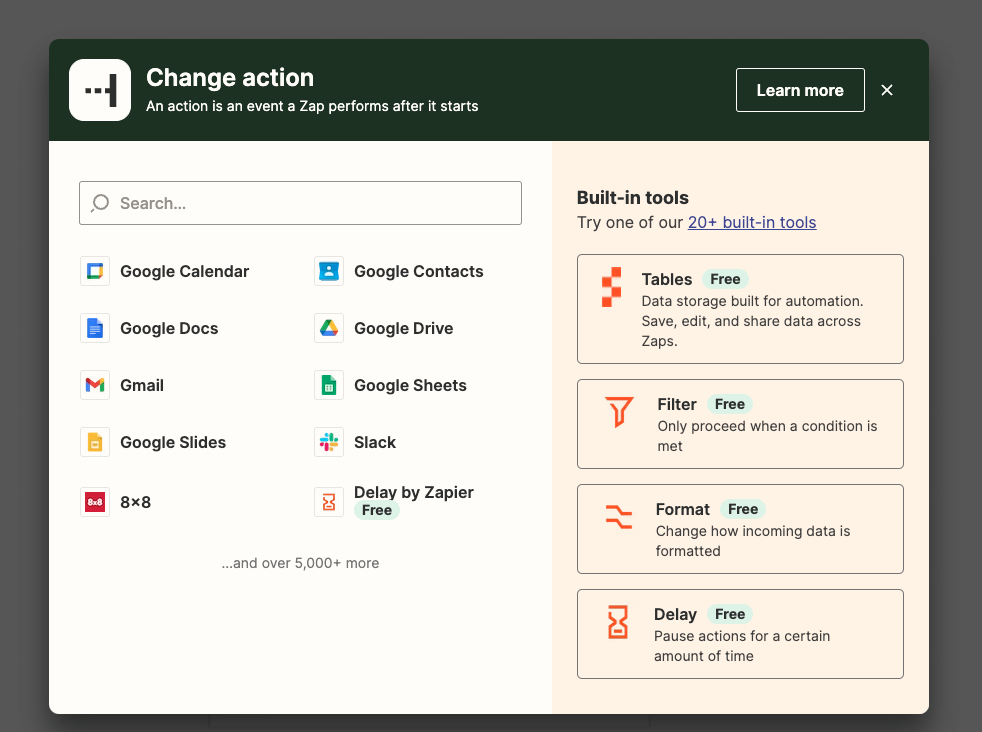 Change action
An action is an event a Zap performs after it starts
Learn more
Search...
Google Calendar
Google Contacts
Google Docs
Google Drive
Gmail
Google Sheets
Google Slides
Slack
8x8
8×8
Delay by Zapier
Free
...and over 5,000+ more
Built-in tools
Try one of our 20+ built-in tools
Tables Free
Data storage built for automation.
Save, edit, and share data across
Zaps.
Filter Free
Only proceed when a condition is
met
Format Free
Change how incoming data is
formatted
Delay Free
Pause actions for a certain
amount of time